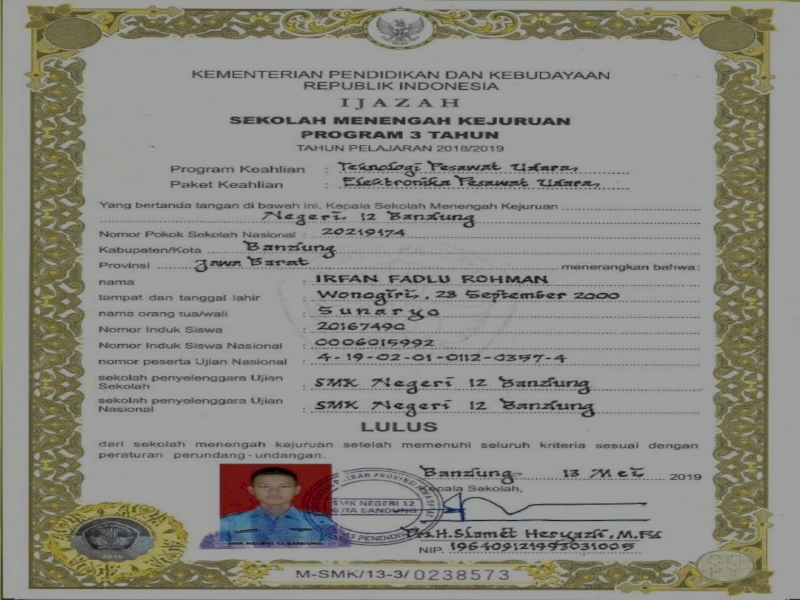 KEMENTERIAN PENDIDIKAN DAN KEBUDAYAAN
REPUBLIK INDONESIA
IJAZAH
SEKOLAH MENENGAH KEJURUAN
PROGRAM 3 TAHUN
TAHUN PELAJARAN 2018/2019
Program Keahlian : Teknologi Pesawat Udara
Paket Keahlian : Elektronika Pesawat Udara
Yang bertanda tangan di bawah ini, Kepala Sekolah Menengah Kejuruan
Negeri 12 Bandung
Nomor Pokok Sekolah Nasional : 20219174
Kabupaten/Kota Bandung
Provinsi Jawa Barat menerangkan bahwa:
nama : IRFAN FADLU ROHMAN
tempat dan tanggal lahir : Wonogiri, 28 September 2000
nama orang tua/wali : Sunaryo
Nomor Induk Siswa : 20167490
Nomor Induk Siswa Nasional : 0006015992
nomor peserta Ujian Nasional : 4-19-02-01-0112-0357-4
sekolah penyelenggara Ujian
Sekolah : SMK Negeri 12 Bandung
sekolah penyelenggara Ujian
Nasional : SMK Negeri 12 Bandung
LULUS
dari sekolah menengah kejuruan setelah memenuhi seluruh kriteria sesuai dengan
peraturan perundang-undangan.
Bandung 13 Mei 2019
Kepala Sekolah,
SMK NEGERI 12
KOTA BANDUNG
SMK NEGERI 12 BANDUNG
Drs.H.Slamet Heryadi, M.Pd
NIP. 196409121993031005
M-SMK/13-3/0238573